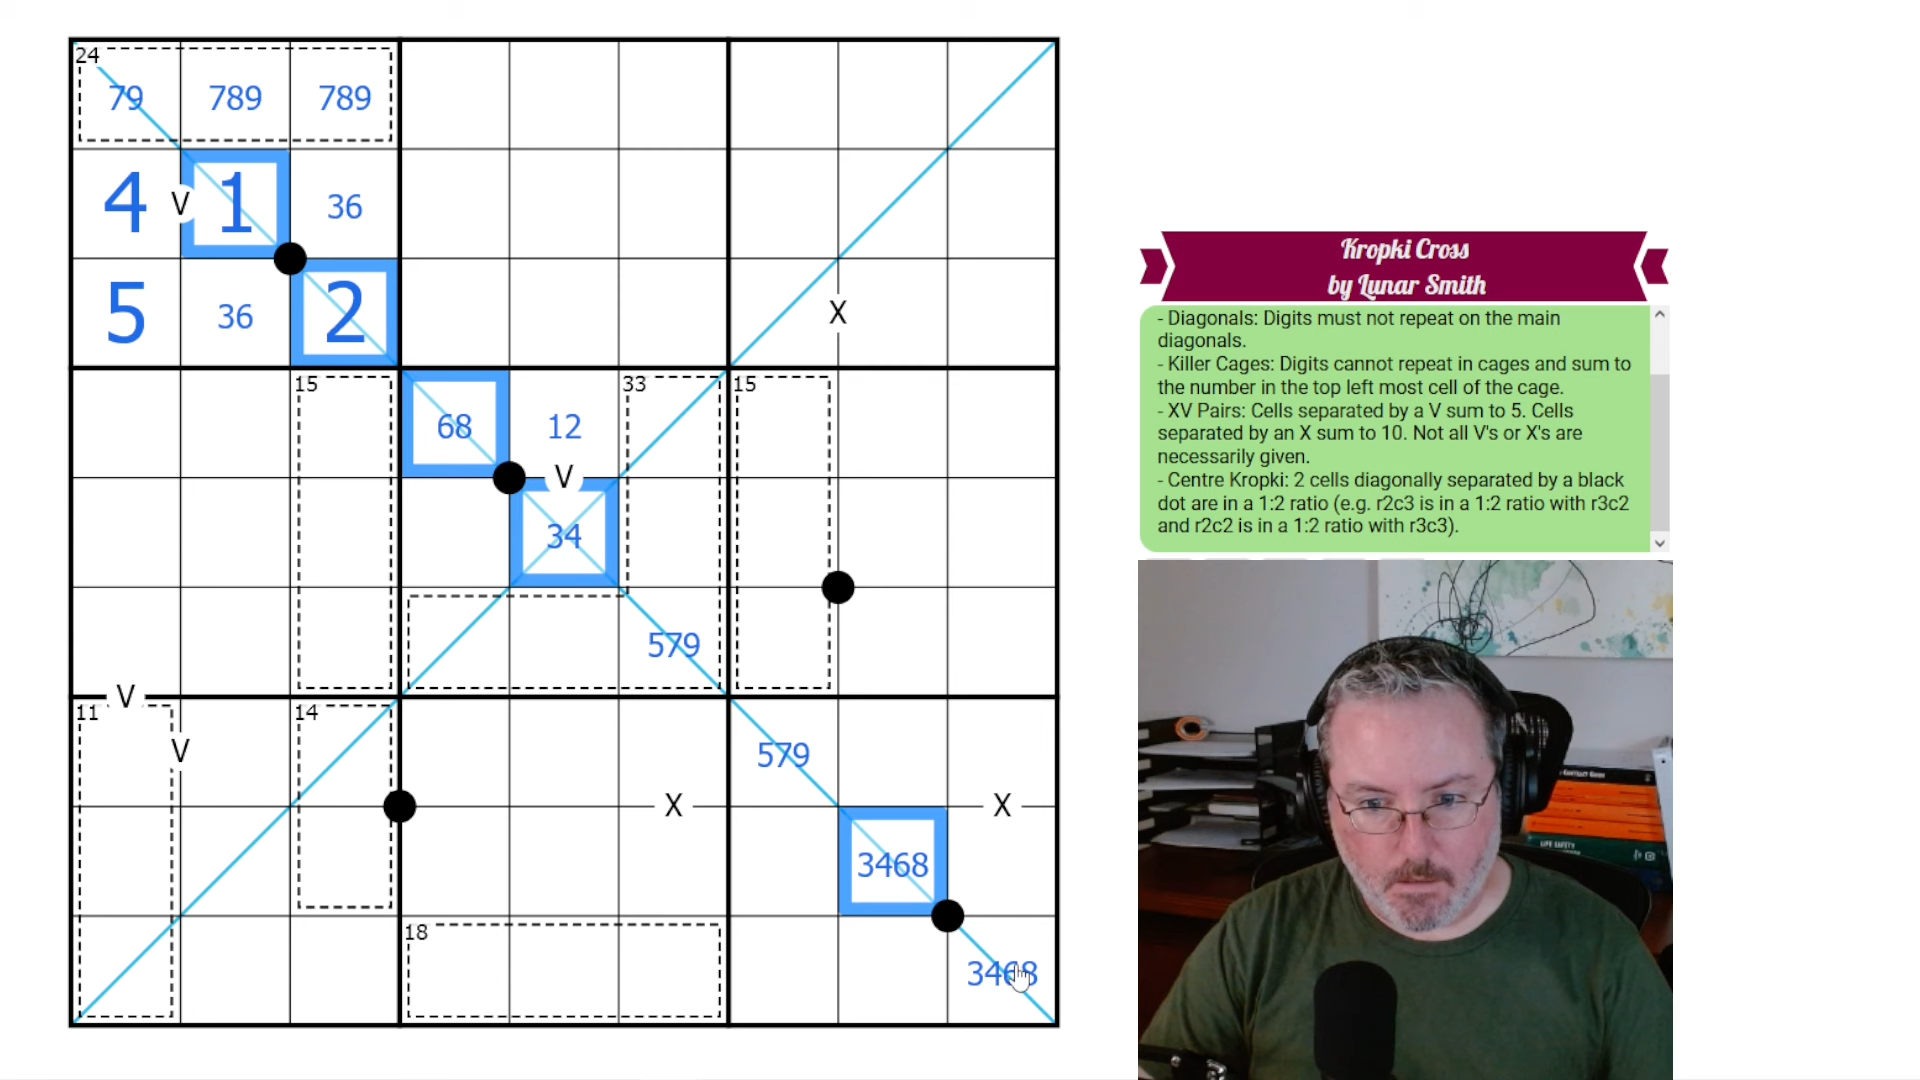 24
79 789 789
4 V 1 36
5 36 2
X
15 33 15
68 12
V
34
579
V
11 14
V
579
X X
3468
18
3468
Kropki Cross
by Lunar Smith
- Diagonals: Digits must not repeat on the main
diagonals.
- Killer Cages: Digits cannot repeat in cages and sum to
the number in the top left most cell of the cage.
- XV Pairs: Cells separated by a V sum to 5. Cells
separated by an X sum to 10. Not all V's or X's are
necessarily given.
- Centre Kropki: 2 cells diagonally separated by a black
dot are in a 1:2 ratio (e.g. r2c3 is in a 1:2 ratio with r3c2
and r2c2 is in a 1:2 ratio with r3c3).